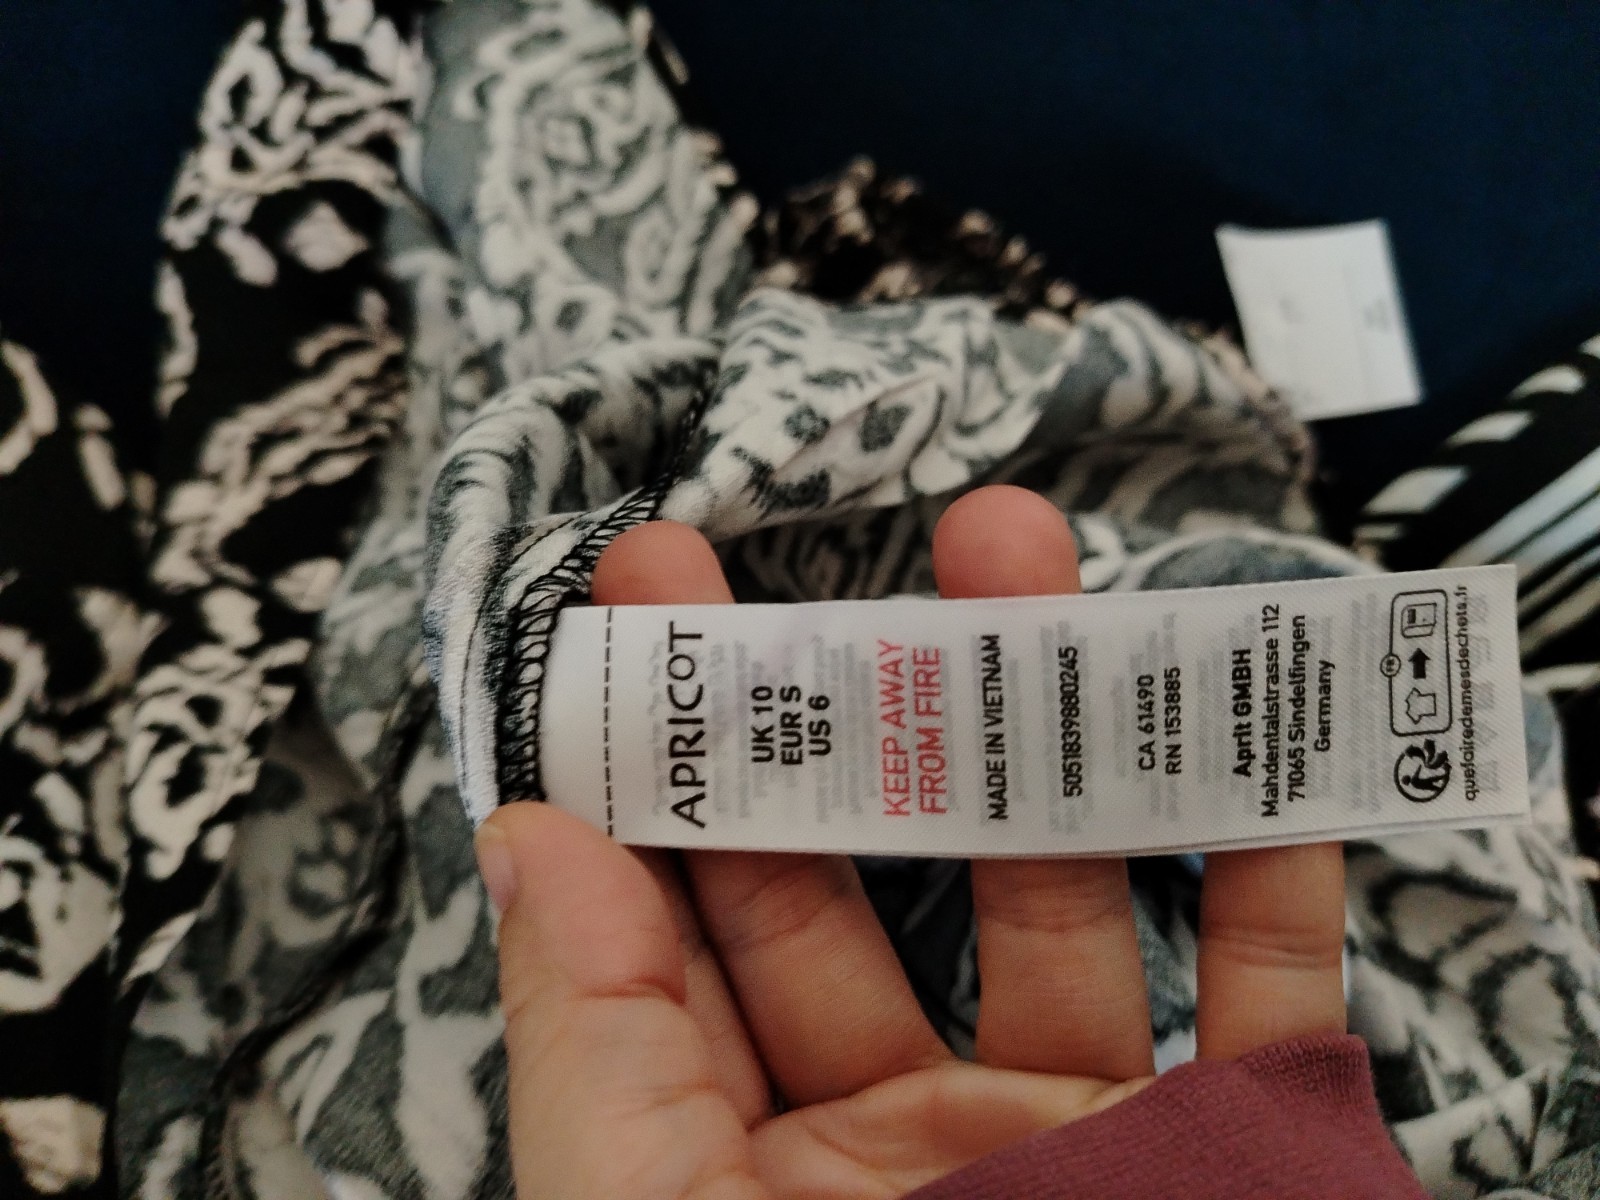 APRICOT
UK 10
EUR S
US 6
KEEP AWAY
FROM FIRE
MADE IN VIETNAM
5051839880245
CA 61490
RN 153885
Aprit GMBH
Mahdentalstrasse 112
71065 Sindelfingen
Germany
FR
quefairedemesdechets.fr